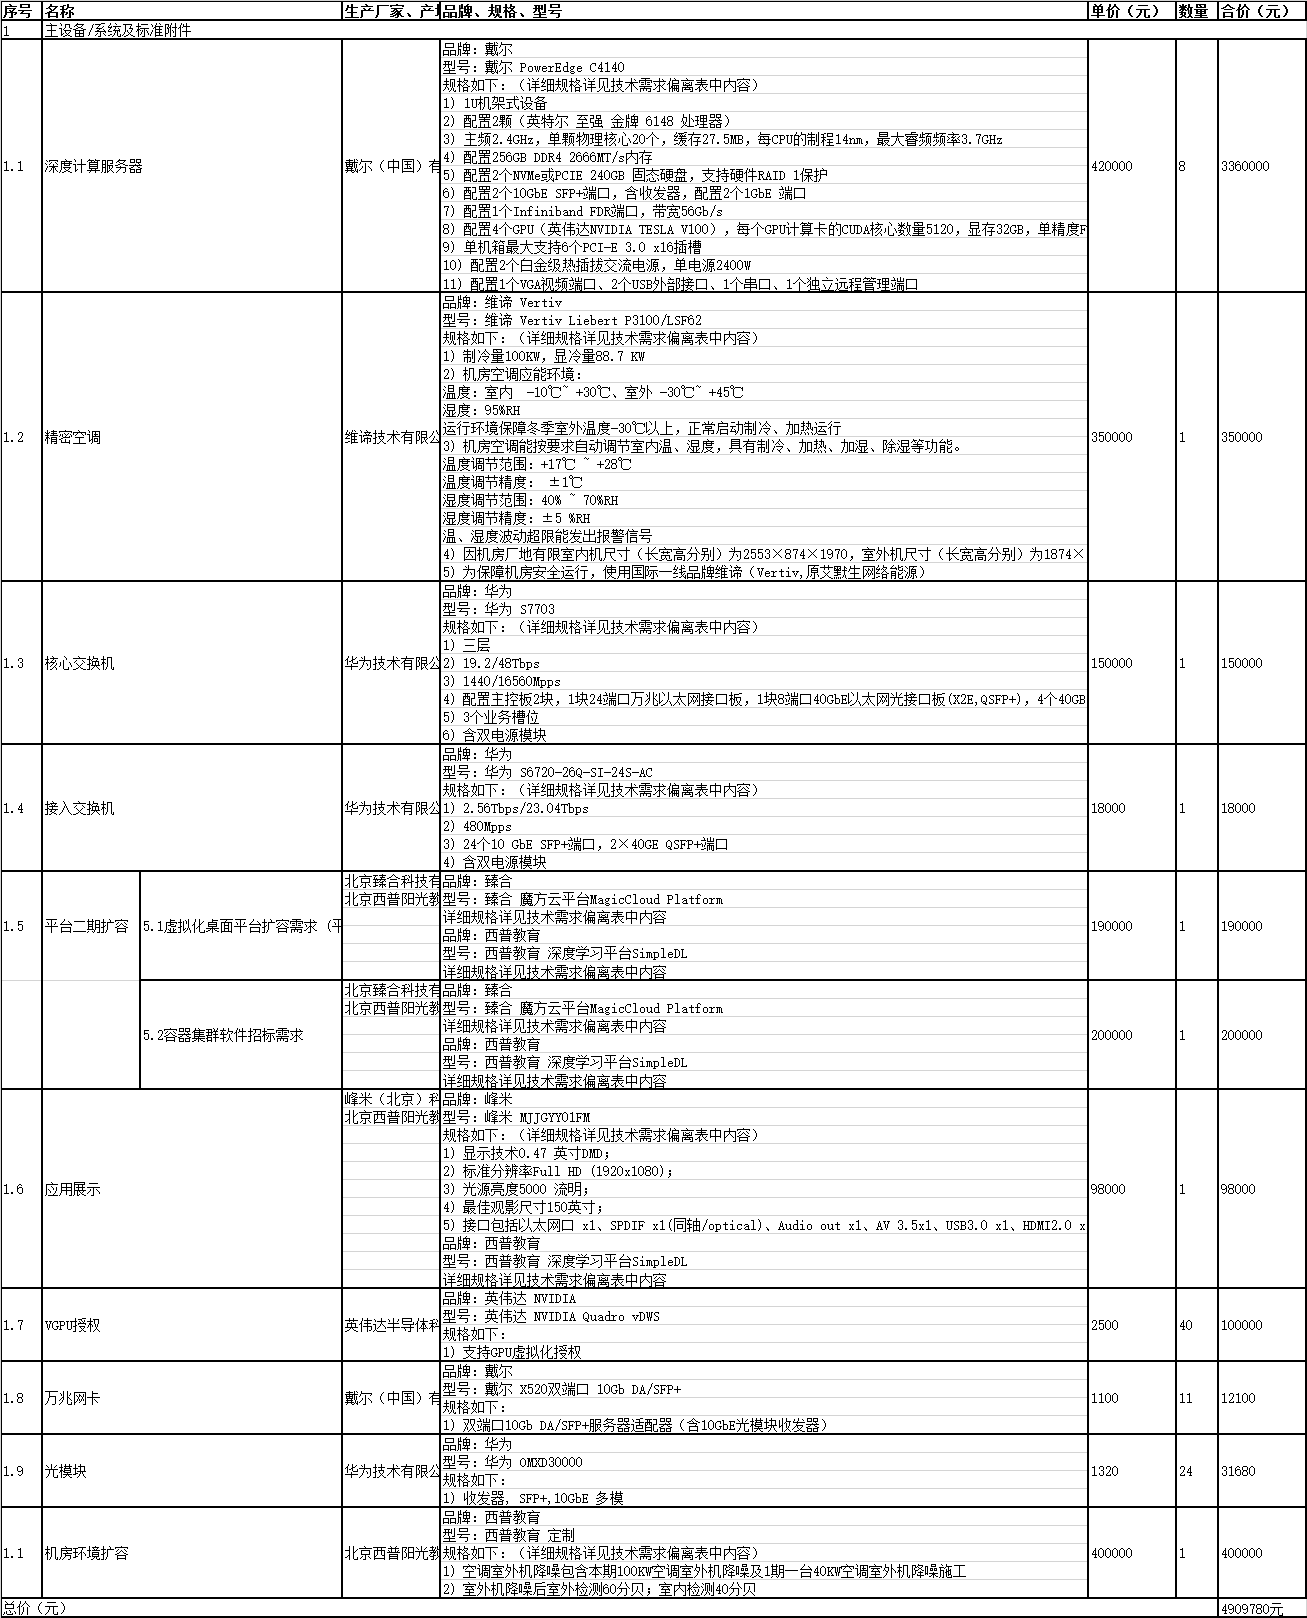 序号 名称 生产厂家、产 品牌、规格、型号 单价（元） 数量 合价（元）
1 主设备/系统及标准附件
品牌：戴尔
型号：戴尔 PowerEdge C4140
规格如下：（详细规格详见技术需求偏离表中内容）
1）1U机架式设备
2）配置2颗（英特尔 至强 金牌 6148 处理器）
3）主频2.4GHz，单颗物理核心20个，缓存27.5MB，每CPU的制程14nm，最大睿频频率3.7GHz
1.1 深度计算服务器 戴尔（中国）有 4）配置256GB DDR4 2666MT/s内存 420000 8 3360000
5）配置2个NVMe或PCIE 240GB 固态硬盘，支持硬件RAID 1保护
6）配置2个10GbE SFP+端口，含收发器，配置2个1GbE 端口
7）配置1个Infiniband FDR端口，带宽56Gb/s
8）配置4个GPU（英伟达NVIDIA TESLA V100），每个GPU计算卡的CUDA核心数量5120，显存32GB，单精度F
9）单机箱最大支持6个PCI-E 3.0 x16插槽
10）配置2个白金级热插拔交流电源，单电源2400W
11）配置1个VGA视频端口、2个USB外部接口、1个串口、1个独立远程管理端口
品牌：维谛 Vertiv
型号：维谛 Vertiv Liebert P3100/LSF62
规格如下：（详细规格详见技术需求偏离表中内容）
1）制冷量100KW，显冷量88.7 KW
2）机房空调应能环境：
温度：室内 -10℃~ +30℃、室外 -30℃~ +45℃
湿度：95%RH
运行环境保障冬季室外温度-30℃以上，正常启动制冷、加热运行
1.2 精密空调 维谛技术有限公 3）机房空调能按要求自动调节室内温、湿度，具有制冷、加热、加湿、除湿等功能。 350000 1 350000
温度调节范围：+17℃ ~ +28℃
温度调节精度： ±1℃
湿度调节范围：40% ~ 70%RH
湿度调节精度：±5 %RH
温、湿度波动超限能发出报警信号
4）因机房厂地有限室内机尺寸（长宽高分别）为2553×874×1970，室外机尺寸（长宽高分别）为1874×
5）为保障机房安全运行，使用国际一线品牌维谛（Vertiv,原艾默生网络能源）
品牌：华为
型号：华为 S7703
规格如下：（详细规格详见技术需求偏离表中内容）
1）三层
1.3 核心交换机 华为技术有限公 2）19.2/48Tbps 150000 1 150000
3）1440/16560Mpps
4）配置主控板2块，1块24端口万兆以太网接口板，1块8端口40GbE以太网光接口板(X2E,QSFP+)，4个40GB
5）3个业务槽位
6）含双电源模块
品牌：华为
型号：华为 S6720-26Q-SI-24S-AC
规格如下：（详细规格详见技术需求偏离表中内容）
1.4 接入交换机 华为技术有限公 1）2.56Tbps/23.04Tbps 18000 1 18000
2）480Mpps
3）24个10 GbE SFP+端口，2×40GE QSFP+端口
4）含双电源模块
北京臻合科技有 品牌：臻合
北京西普阳光教 型号：臻合 魔方云平台MagicCloud Platform
详细规格详见技术需求偏离表中内容
1.5 平台二期扩容 5.1虚拟化桌面平台扩容需求（平 品牌：西普教育 190000 1 190000
型号：西普教育 深度学习平台SimpleDL
详细规格详见技术需求偏离表中内容
北京臻合科技有 品牌：臻合
北京西普阳光教 型号：臻合 魔方云平台MagicCloud Platform
详细规格详见技术需求偏离表中内容
5.2容器集群软件招标需求 品牌：西普教育 200000 1 200000
型号：西普教育 深度学习平台SimpleDL
详细规格详见技术需求偏离表中内容
峰米（北京）科 品牌：峰米
北京西普阳光教 型号：峰米 MJJGYY01FM
规格如下：（详细规格详见技术需求偏离表中内容）
1）显示技术0.47 英寸DMD；
2）标准分辨率Full HD (1920x1080)；
1.6 应用展示 3）光源亮度5000 流明； 98000 1 98000
4）最佳观影尺寸150英寸；
5）接口包括以太网口 x1、SPDIF x1(同轴/optical)、Audio out x1、AV 3.5x1、USB3.0 x1、HDMI2.0 x
品牌：西普教育
型号：西普教育 深度学习平台SimpleDL
详细规格详见技术需求偏离表中内容
品牌：英伟达 NVIDIA
型号：英伟达 NVIDIA Quadro vDWS
1.7 VGPU授权 英伟达半导体科 规格如下： 2500 40 100000
1）支持GPU虚拟化授权
品牌：戴尔
型号：戴尔 X520双端口 10Gb DA/SFP+
1.8 万兆网卡 戴尔（中国）有 规格如下： 1100 11 12100
1）双端口10Gb DA/SFP+服务器适配器（含10GbE光模块收发器）
品牌：华为
型号：华为 OMXD30000
1.9 光模块 华为技术有限公 规格如下： 1320 24 31680
1）收发器, SFP+,10GbE 多模
品牌：西普教育
型号：西普教育 定制
1.1 机房环境扩容 北京西普阳光教 规格如下：（详细规格详见技术需求偏离表中内容） 400000 1 400000
1）空调室外机降噪包含本期100KW空调室外机降噪及1期一台40KW空调室外机降噪施工
2）室外机降噪后室外检测60分贝；室内检测40分贝
总价（元） 4909780元